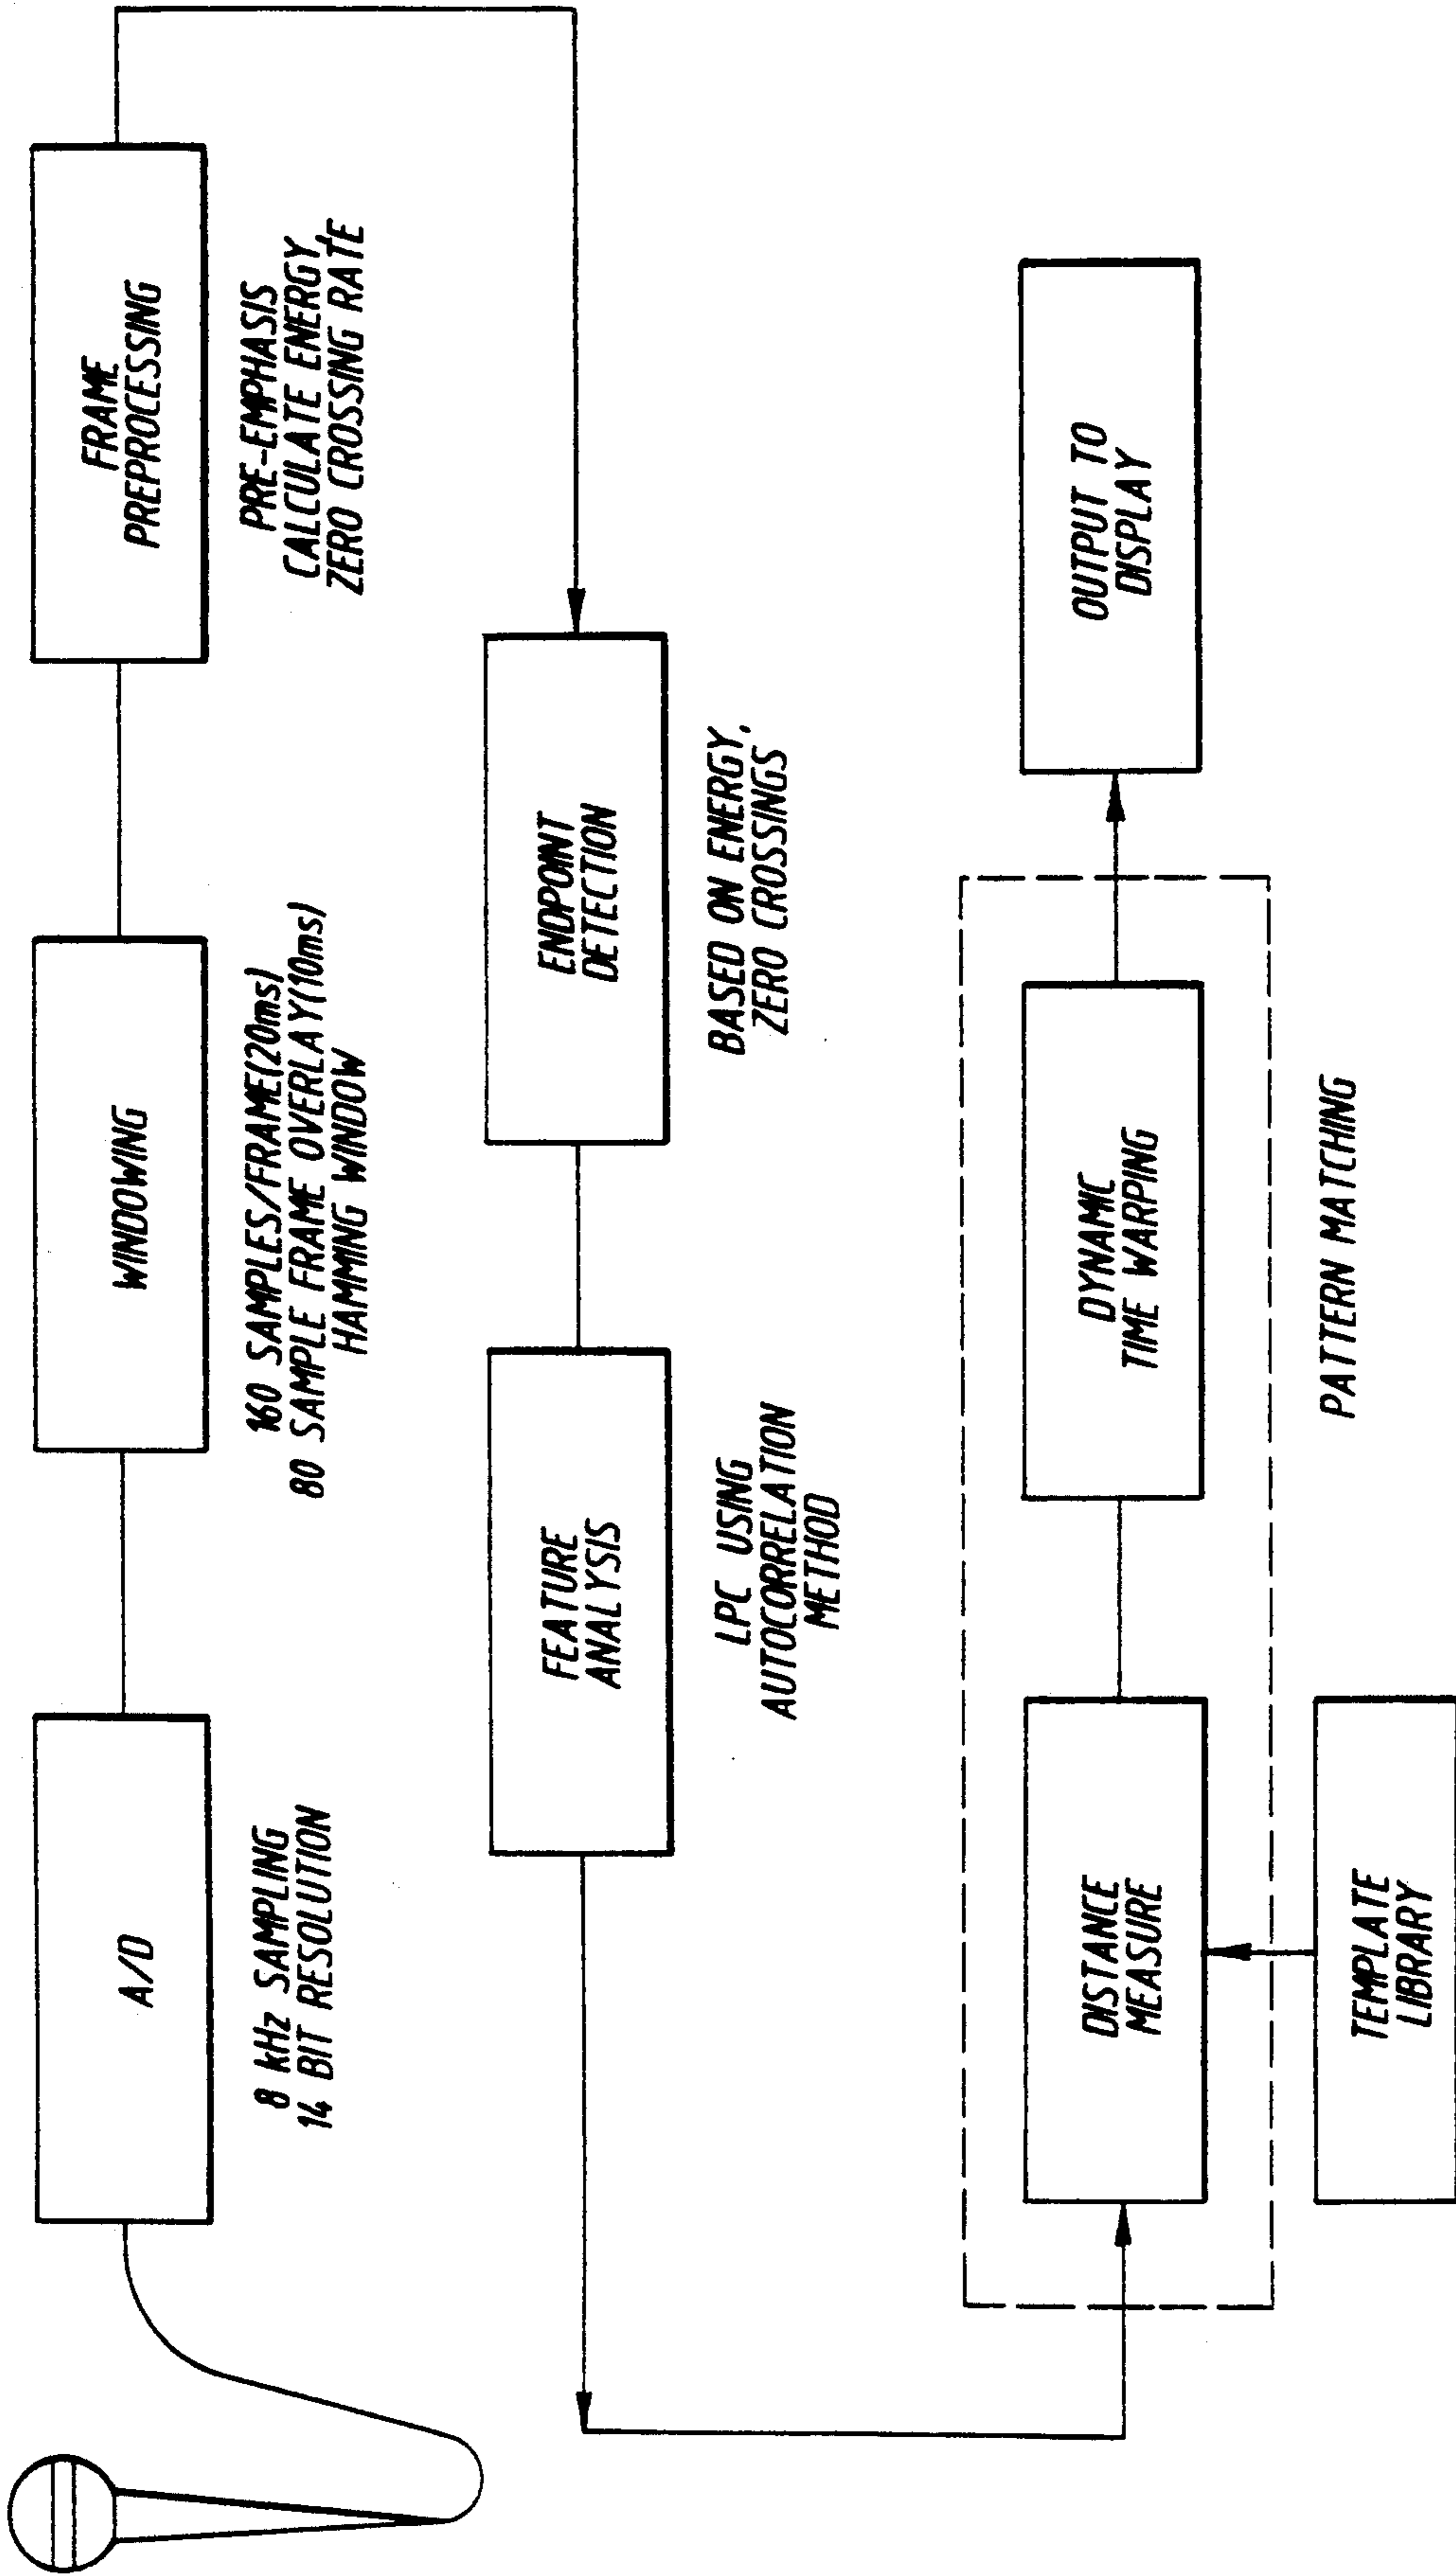 A/D
8 kHz SAMPLING
14 BIT RESOLUTION
WINDOWING
160 SAMPLES/FRAME(20ms)
80 SAMPLE FRAME OVERLAY(10ms)
HAMMING WINDOW
FRAME
PREPROCESSING
PRE-EMPHASIS
CALCULATE ENERGY,
ZERO CROSSING RATE
FEATURE
ANALYSIS
LPC USING
AUTOCORRELATION
METHOD
ENDPOINT
DETECTION
BASED ON ENERGY,
ZERO CROSSINGS
DISTANCE
MEASURE
DYNAMIC
TIME WARPING
OUTPUT TO
DISPLAY
TEMPLATE
LIBRARY
PATTERN MATCHING